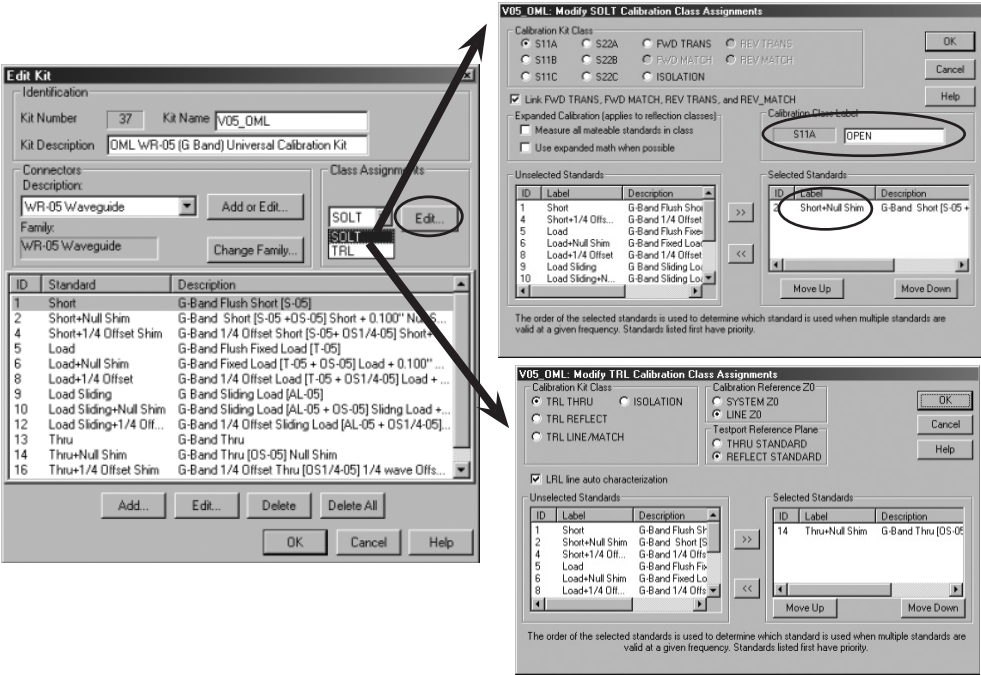 Edit Kit
Identification
Kit Number 37 Kit Name V05_OML
Kit Description OML WR-05 (G Band) Universal Calibration Kit
Connectors
Description:
WR-05 Waveguide Add or Edit...
Family:
WR-05 Waveguide Change Family...
Class Assignments
SOLT Edit...
SOLT
TRL
ID Standard Description
1 Short G-Band Flush Short [S-05]
2 Short+Null Shim G-Band Short [S-05 +OS-05] Short + 0.100" Null S...
4 Short+1/4 Offset Shim G-Band 1/4 Offset Short [S-05+ OS1/4-05] Short+
5 Load G-Band Flush Fixed Load [T-05]
6 Load+Null Shim G-Band Fixed Load [T-05 + OS-05] Load + 0.100" ...
8 Load+1/4 Offset G-Band 1/4 Offset Load [T-05 + OS1/4-05] Load + ...
9 Load Sliding G Band Sliding Load [AL-05]
10 Load Sliding+Null Shim G-Band Sliding Load [AL-05 + OS-05] Slidng Load +...
12 Load Sliding+1/4 Off... G-Band 1/4 Offset Sliding Load [AL-05 + OS1/4-05]...
13 Thru G-Band Thru
14 Thru+Null Shim G-Band Thru [OS-05] Null Shim
16 Thru+1/4 Offset Shim G-Band 1/4 Offset Thru [OS1/4-05] 1/4 wave Offs...
Add... Edit... Delete Delete All
OK Cancel Help
V05_OML: Modify SOLT Calibration Class Assignments
Calibration Kit Class
S11A S22A FWD TRANS REV TRANS
S11B S22B FWD MATCH REV MATCH
S11C S22C ISOLATION
OK
Cancel
Help
Link FWD TRANS, FWD MATCH, REV TRANS, and REV_MATCH
Expanded Calibration (applies to reflection classes)
Measure all mateable standards in class
Use expanded math when possible
Calibration Class Label
S11A OPEN
Unselected Standards
ID Label Description
1 Short G-Band Flush Shor
4 Short+1/4 Offs... G-Band 1/4 Offset
5 Load G-Band Flush Fixe
6 Load+Null Shim G-Band Fixed Load
8 Load+1/4 Offset G-Band 1/4 Offset
9 Load Sliding G Band Sliding Loa
10 Load Sliding+N... G-Band Sliding Loa
>>
<<
Selected Standards
ID Label Description
2 Short+Null Shim G-Band Short [S-05 +
Move Up Move Down
The order of the selected standards is used to determine which standard is used when multiple standards are
valid at a given frequency. Standards listed first have priority.
V05_OML: Modify TRL Calibration Class Assignments
Calibration Kit Class
TRL THRU ISOLATION
TRL REFLECT
TRL LINE/MATCH
Calibration Reference Z0
SYSTEM Z0
LINE Z0
Testport Reference Plane
THRU STANDARD
REFLECT STANDARD
OK
Cancel
Help
LRL line auto characterization
Unselected Standards
ID Label Description
1 Short G-Band Flush Sh
2 Short+Null Shim G-Band Short [S
4 Short+1/4 Off... G-Band 1/4 Offs
5 Load G-Band Flush Fix
6 Load+Null Shim G-Band Fixed Lo
8 Load+1/4 Off... G-Band 1/4 Offs
>>
<<
Selected Standards
ID Label Description
14 Thru+Null Shim G-Band Thru [OS-05
Move Up Move Down
The order of the selected standards is used to determine which standard is used when multiple standards are
valid at a given frequency. Standards listed first have priority.